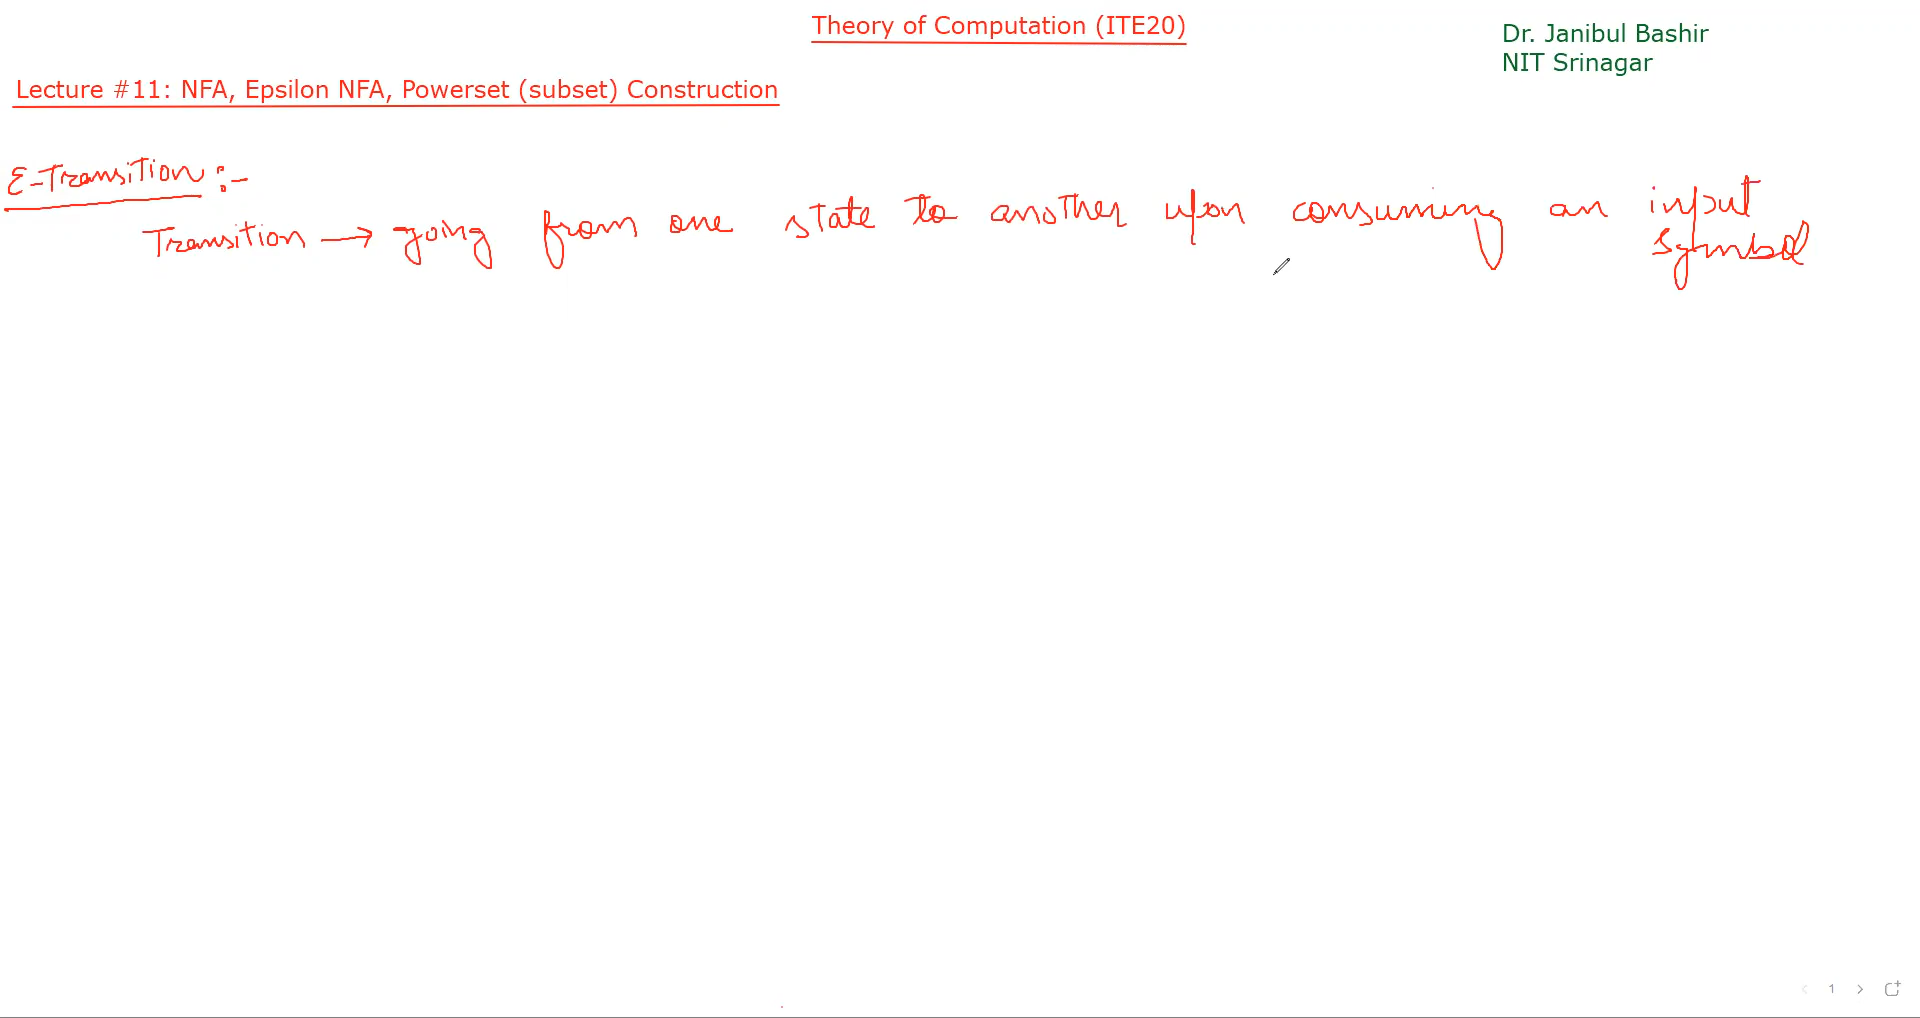 Theory of Computation (ITE20)
Dr. Janibul Bashir
NIT Srinagar
Lecture #11: NFA, Epsilon NFA, Powerset (subset) Construction
ε-Transition :-
Transition → going from one state to another upon consuming an input
symbol
1